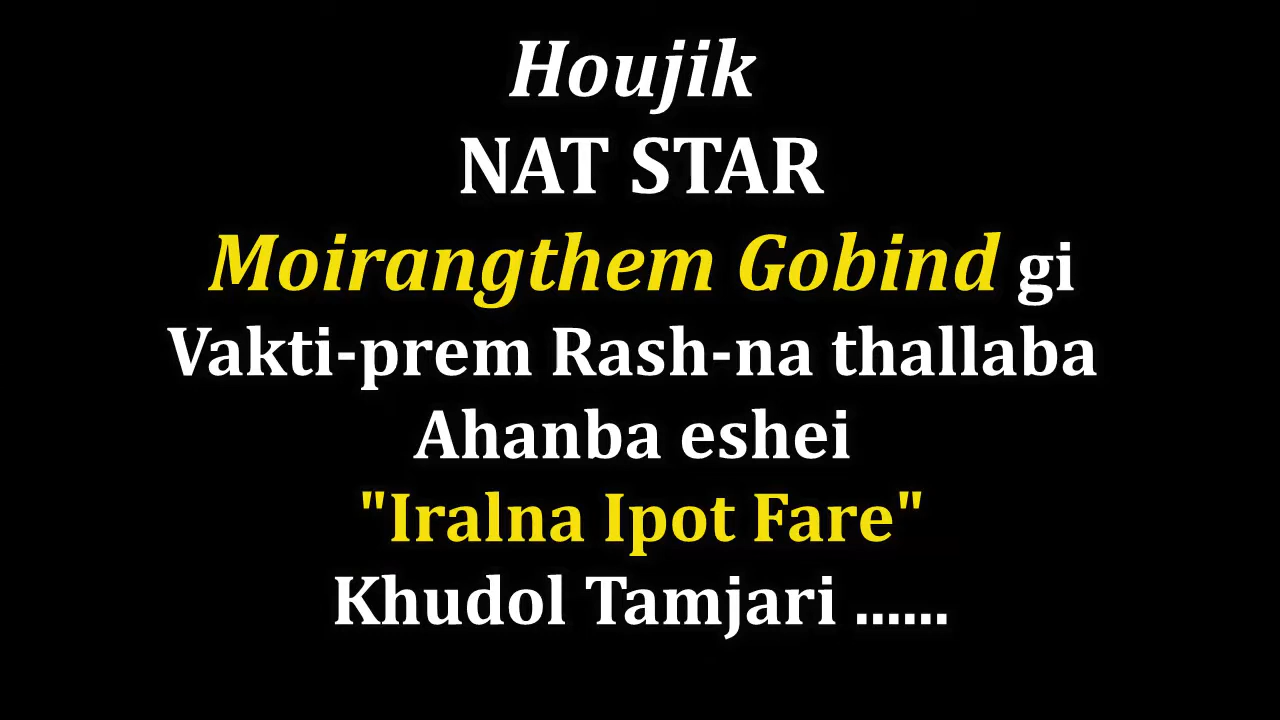 Houjik
NAT STAR
Moirangthem Gobind gi
Vakti-prem Rash-na thallaba
Ahanba eshei
"Iralna Ipot Fare"
Khudol Tamjari ......